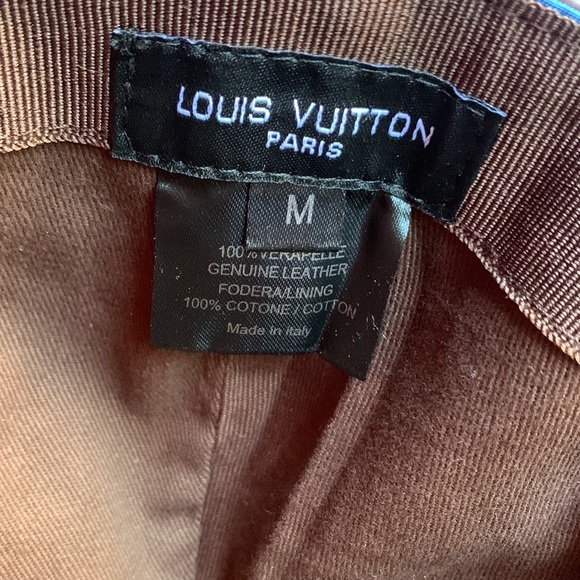 LOUIS VUITTON
PARIS
M
100% VERAPELLE
GENUINE LEATHER
FODERA/LINING
100% COTONE / COTTON
Made in italy